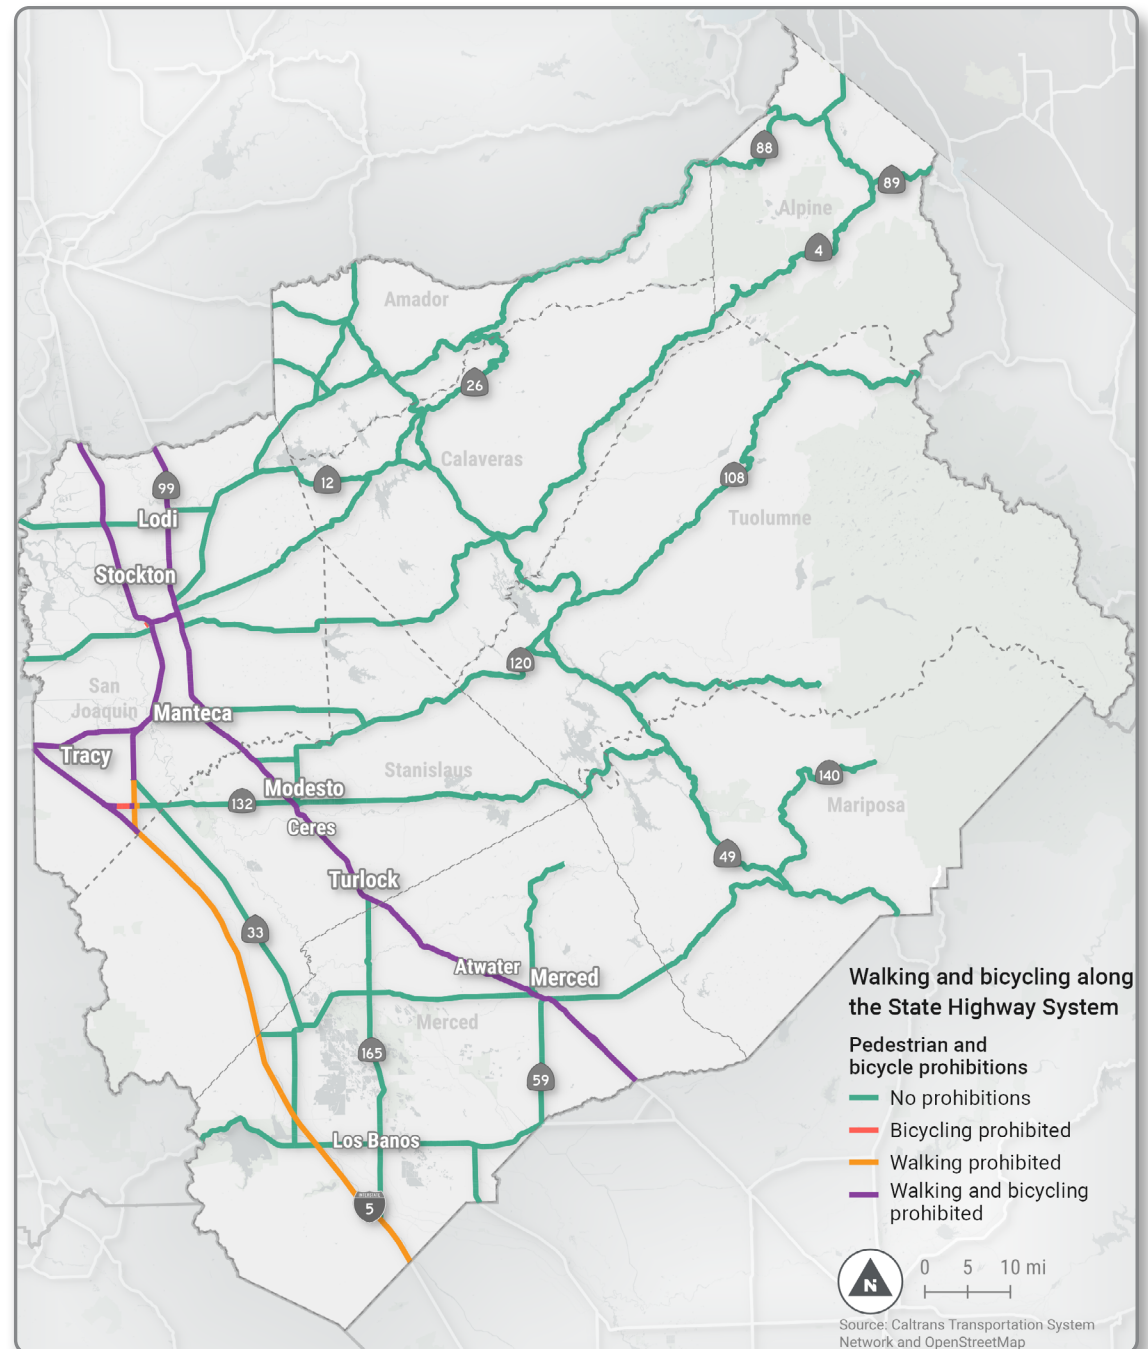 88
89
Alpine
4
Amador
26
Calaveras
12
99
108
Lodi
Tuolumne
Stockton
120
San
Joaquin
Manteca
Tracy
Stanislaus
140
Modesto
132
Mariposa
Ceres
49
Turlock
33
Atwater
Merced
Merced
165
59
Los Banos
INTERSTATE
5
Walking and bicycling along
the State Highway System
Pedestrian and
bicycle prohibitions
No prohibitions
Bicycling prohibited
Walking prohibited
Walking and bicycling
prohibited
N
0 5 10 mi
Source: Caltrans Transportation System
Network and OpenStreetMap